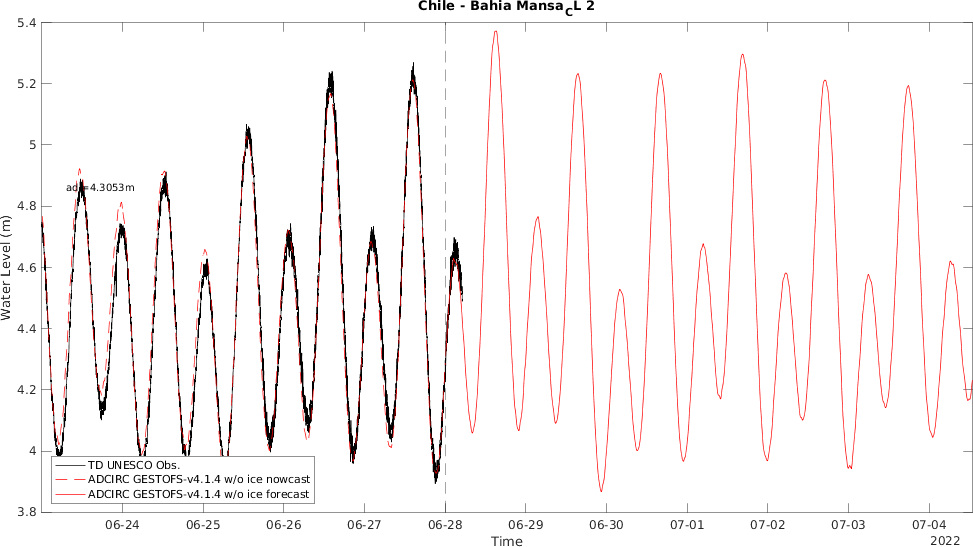 Chile - Bahia Mansa_CL 2
5.4
5.2
5
4.8
4.6
4.4
4.2
4
3.8
Water Level (m)
=4.3053m
TD UNESCO Obs.
ADCIRC GESTOFS-v4.1.4 w/o ice nowcast
ADCIRC GESTOFS-v4.1.4 w/o ice forecast
06-24 06-25 06-26 06-27 06-28 06-29 06-30 07-01 07-02 07-03 07-04
Time
2022